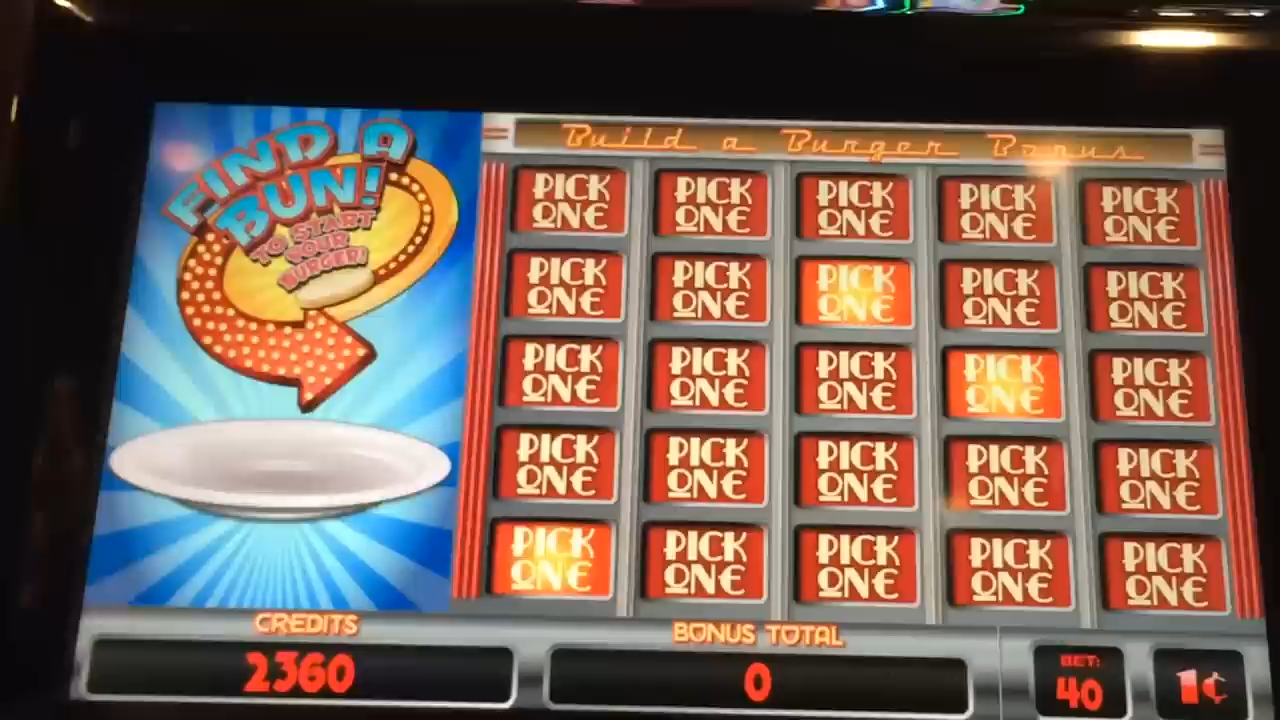 FIND A
BUN!
TO START
YOUR
BURGER!
Build a Burger Bonus
PICK PICK PICK PICK PICK
ONE ONE ONE ONE ONE
PICK PICK PICK PICK PICK
ONE ONE ONE ONE ONE
PICK PICK PICK PICK PICK
ONE ONE ONE ONE ONE
PICK PICK PICK PICK PICK
ONE ONE ONE ONE ONE
PICK PICK PICK PICK PICK
ONE ONE ONE ONE ONE
CREDITS
2360
BONUS TOTAL
0
BET:
40
1¢